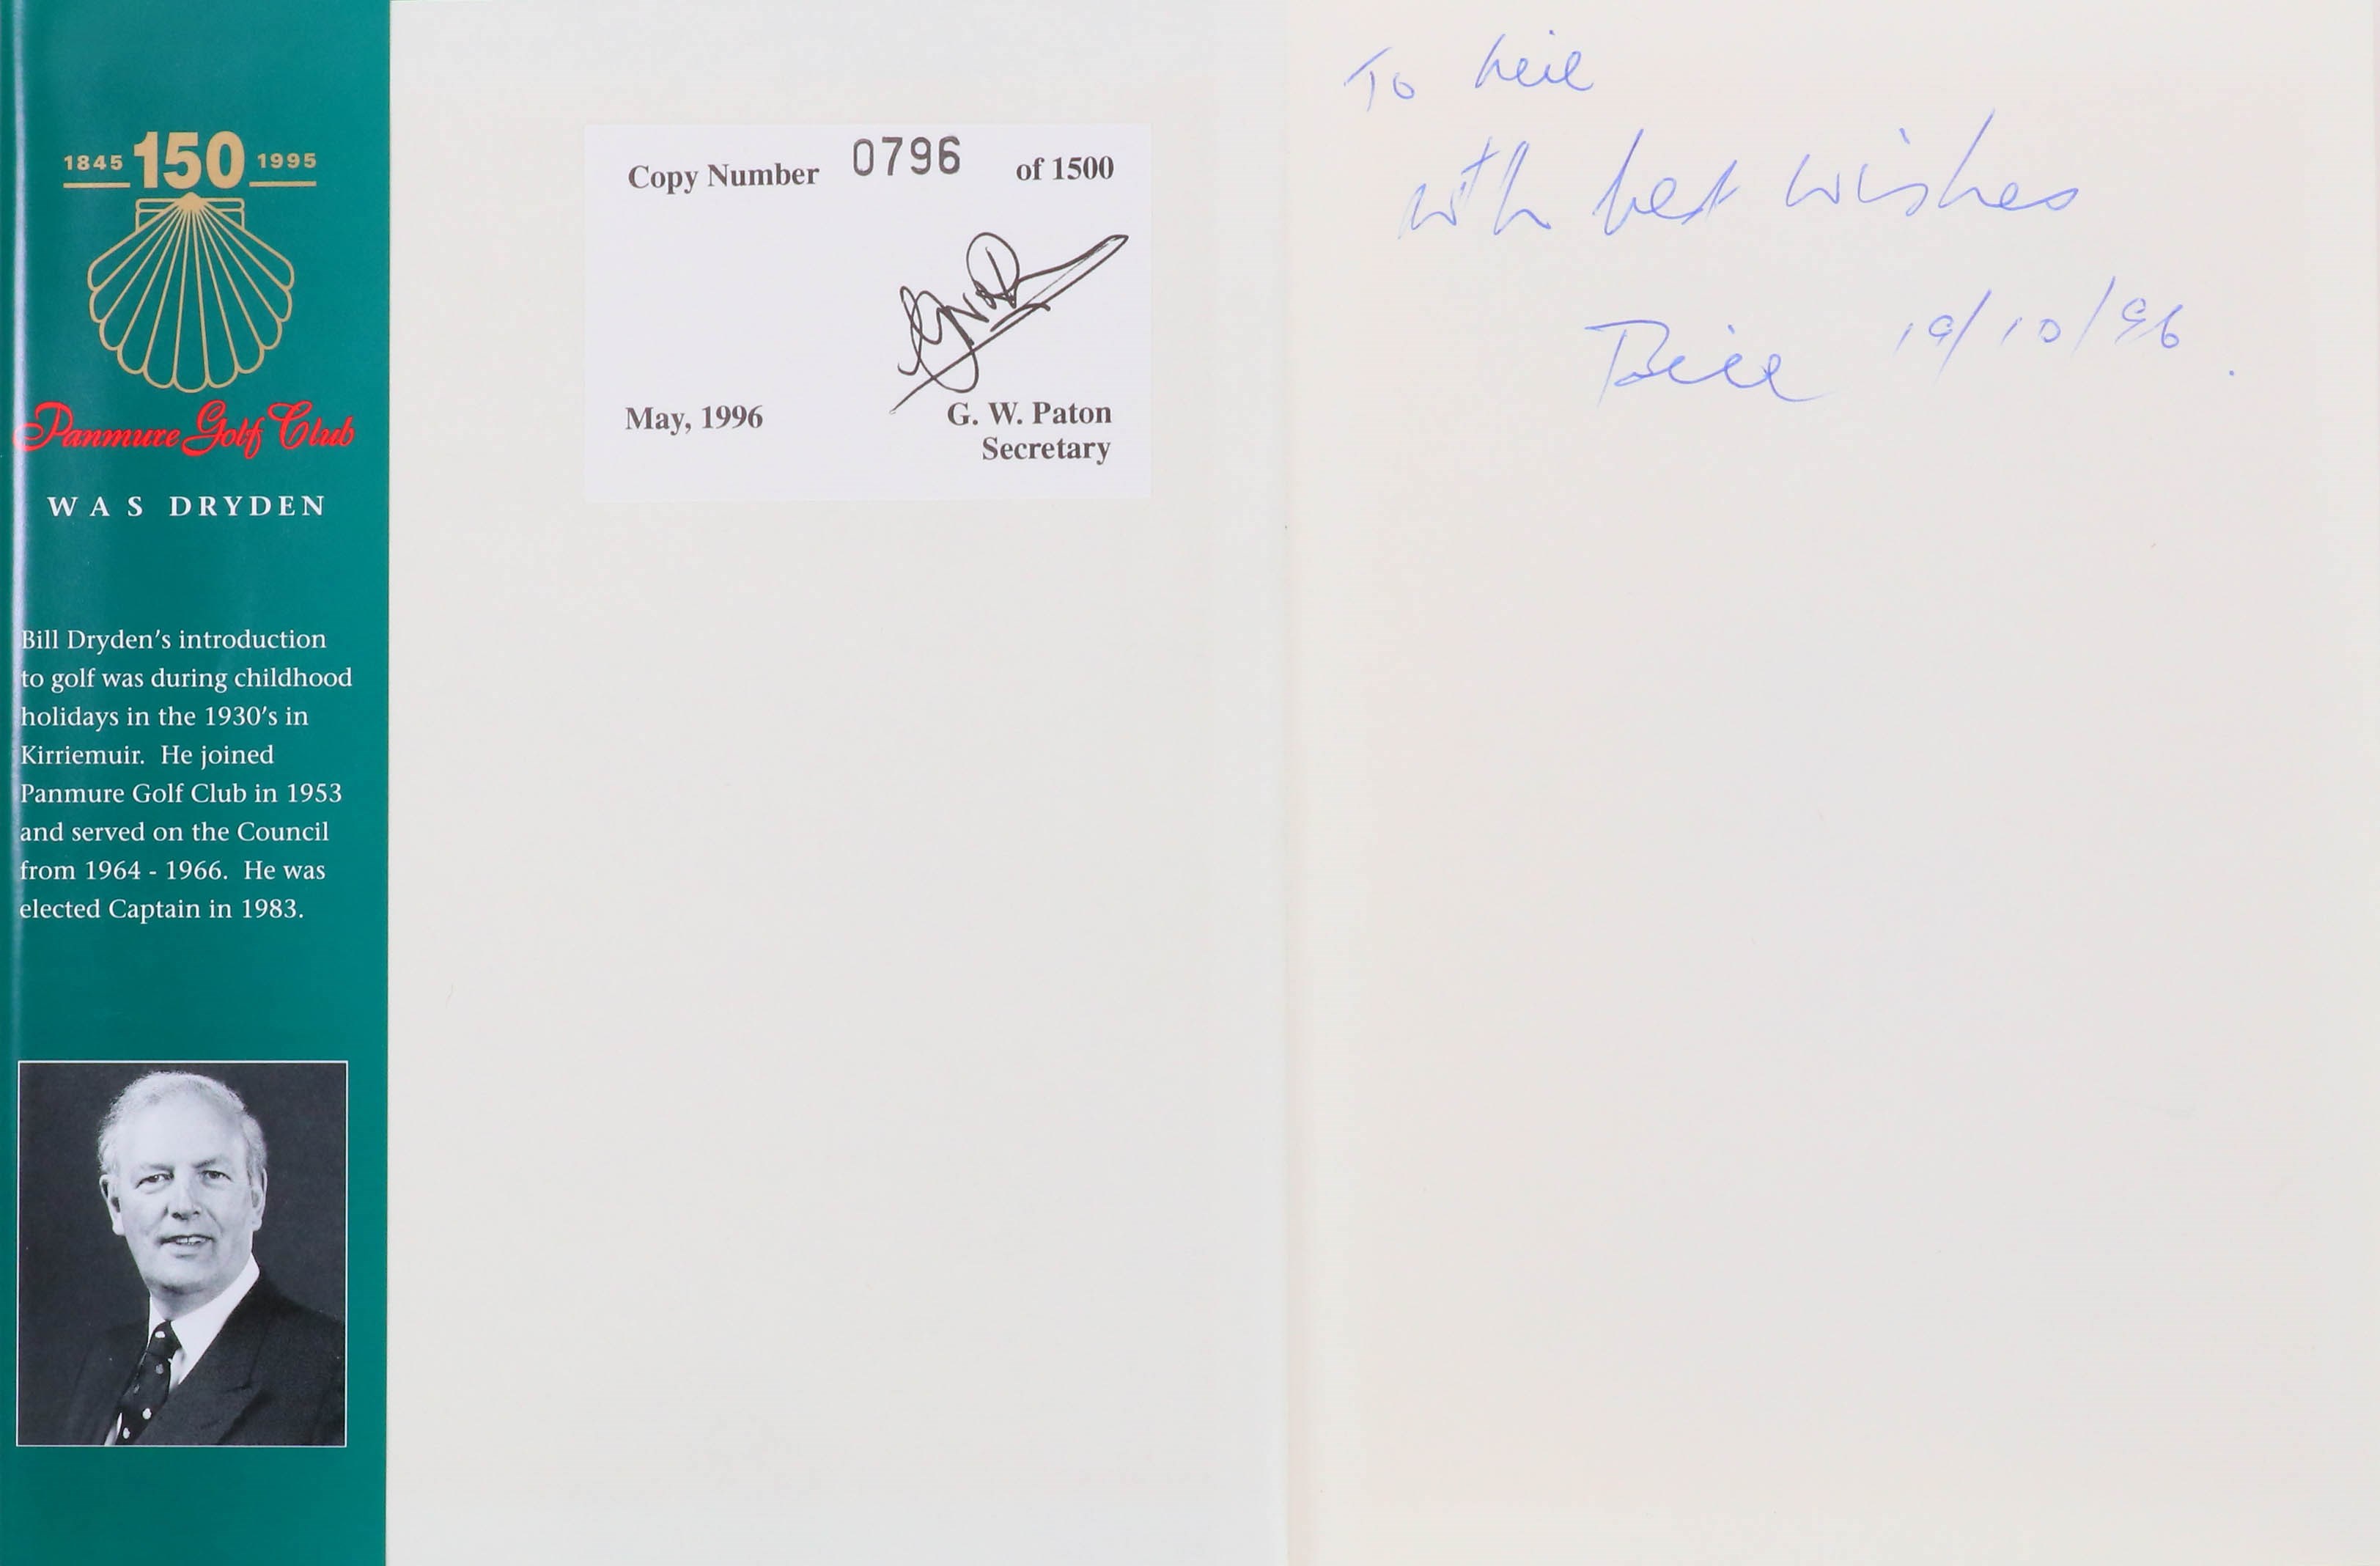 1845 150 1995
Panmure Golf Club
WAS DRYDEN
Bill Dryden's introduction
to golf was during childhood
holidays in the 1930's in
Kirriemuir.  He joined
Panmure Golf Club in 1953
and served on the Council
from 1964 - 1966.  He was
elected Captain in 1983.
Copy Number 0796 of 1500
May, 1996
G. W. Paton
Secretary
To Neil
with best wishes
Bill 19/10/96.